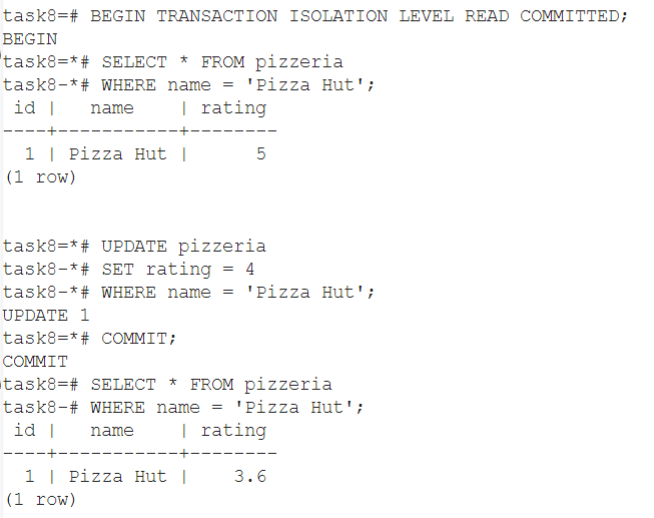 task8=# BEGIN TRANSACTION ISOLATION LEVEL READ COMMITTED;
BEGIN
task8=*# SELECT * FROM pizzeria
task8-*# WHERE name = 'Pizza Hut';
 id |   name    | rating
----+-----------+--------
  1 | Pizza Hut |      5
(1 row)
task8=*# UPDATE pizzeria
task8-*# SET rating = 4
task8-*# WHERE name = 'Pizza Hut';
UPDATE 1
task8=*# COMMIT;
COMMIT
task8=# SELECT * FROM pizzeria
task8-# WHERE name = 'Pizza Hut';
 id |   name    | rating
----+-----------+--------
  1 | Pizza Hut |    3.6
(1 row)